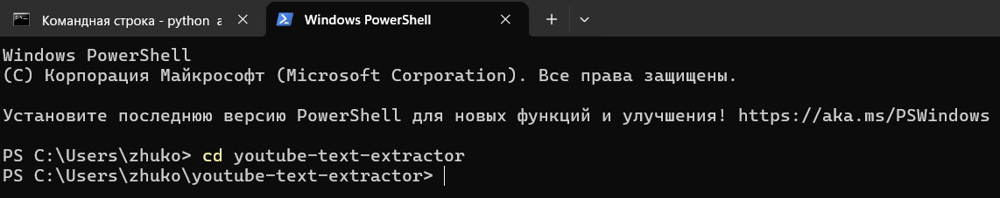 Командная строка - python a
Windows PowerShell
Windows PowerShell
(C) Корпорация Майкрософт (Microsoft Corporation). Все права защищены.
Установите последнюю версию PowerShell для новых функций и улучшения! https://aka.ms/PSWindows
PS C:\Users\zhuko> cd youtube-text-extractor
PS C:\Users\zhuko\youtube-text-extractor>